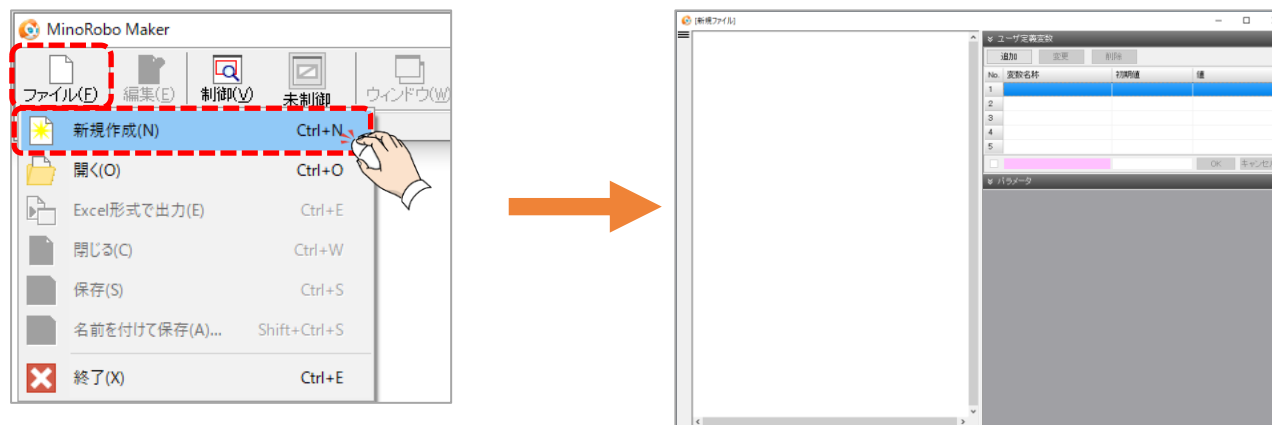 MinoRobo Maker
ファイル(F) 編集(E) 制御(V) 未制御 ウィンドウ(W
新規作成(N) Ctrl+N
開く(O) Ctrl+O
Excel形式で出力(E) Ctrl+E
閉じる(C) Ctrl+W
保存(S) Ctrl+S
名前を付けて保存(A)... Shift+Ctrl+S
終了(X) Ctrl+E
[新規ファイル]
ユーザ定義変数
追加 変更 削除
No. 変数名称 初期値 値
1
2
3
4
5
OK キャンセル
パラメータ